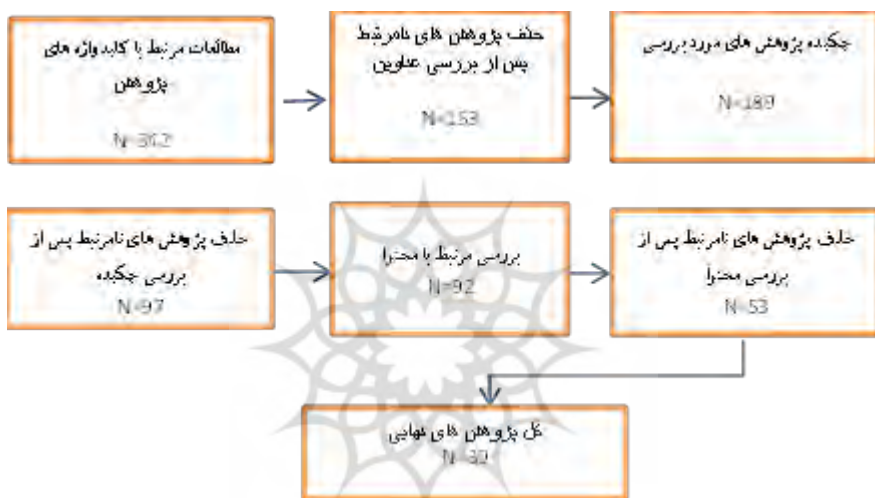 مطالعات مرتبط با کلیدواژه های
پژوهش
N=342
حذف پژوهش های نامرتبط
پس از بررسی عناوین
N=153
چکیده پژوهش های مورد بررسی
N=189
حذف پژوهش های نامرتبط پس از
بررسی چکیده
N=97
بررسی مرتبط با محتوا
N=92
حذف پژوهش های نامرتبط پس از
بررسی محتوا
N=53
کل پژوهش های نهایی
N=39